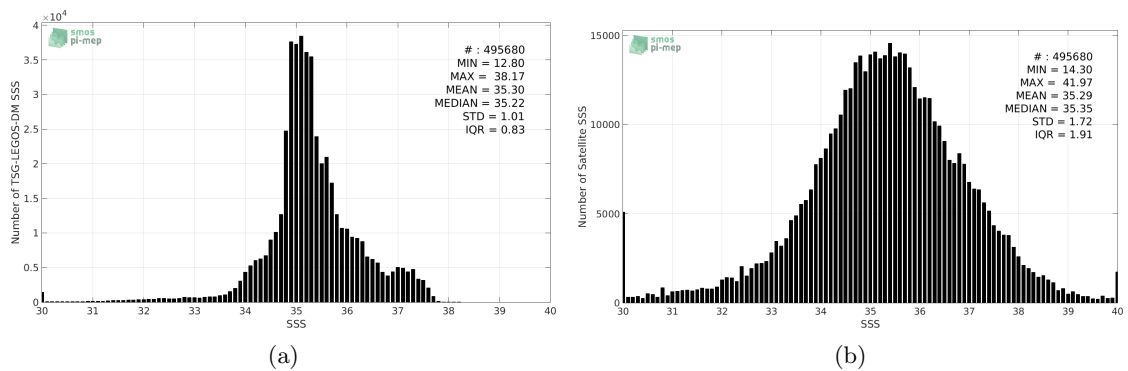 ×10⁴
smos
pi-mep
# : 495680
MIN = 12.80
MAX = 38.17
MEAN = 35.30
MEDIAN = 35.22
STD = 1.01
IQR = 0.83
Number of TSG-LEGOS-DM SSS
4
3.5
3
2.5
2
1.5
1
0.5
0
30 31 32 33 34 35 36 37 38 39 40
SSS
(a)
smos
pi-mep
# : 495680
MIN = 14.30
MAX = 41.97
MEAN = 35.29
MEDIAN = 35.35
STD = 1.72
IQR = 1.91
Number of Satellite SSS
15000
10000
5000
0
30 31 32 33 34 35 36 37 38 39 40
SSS
(b)